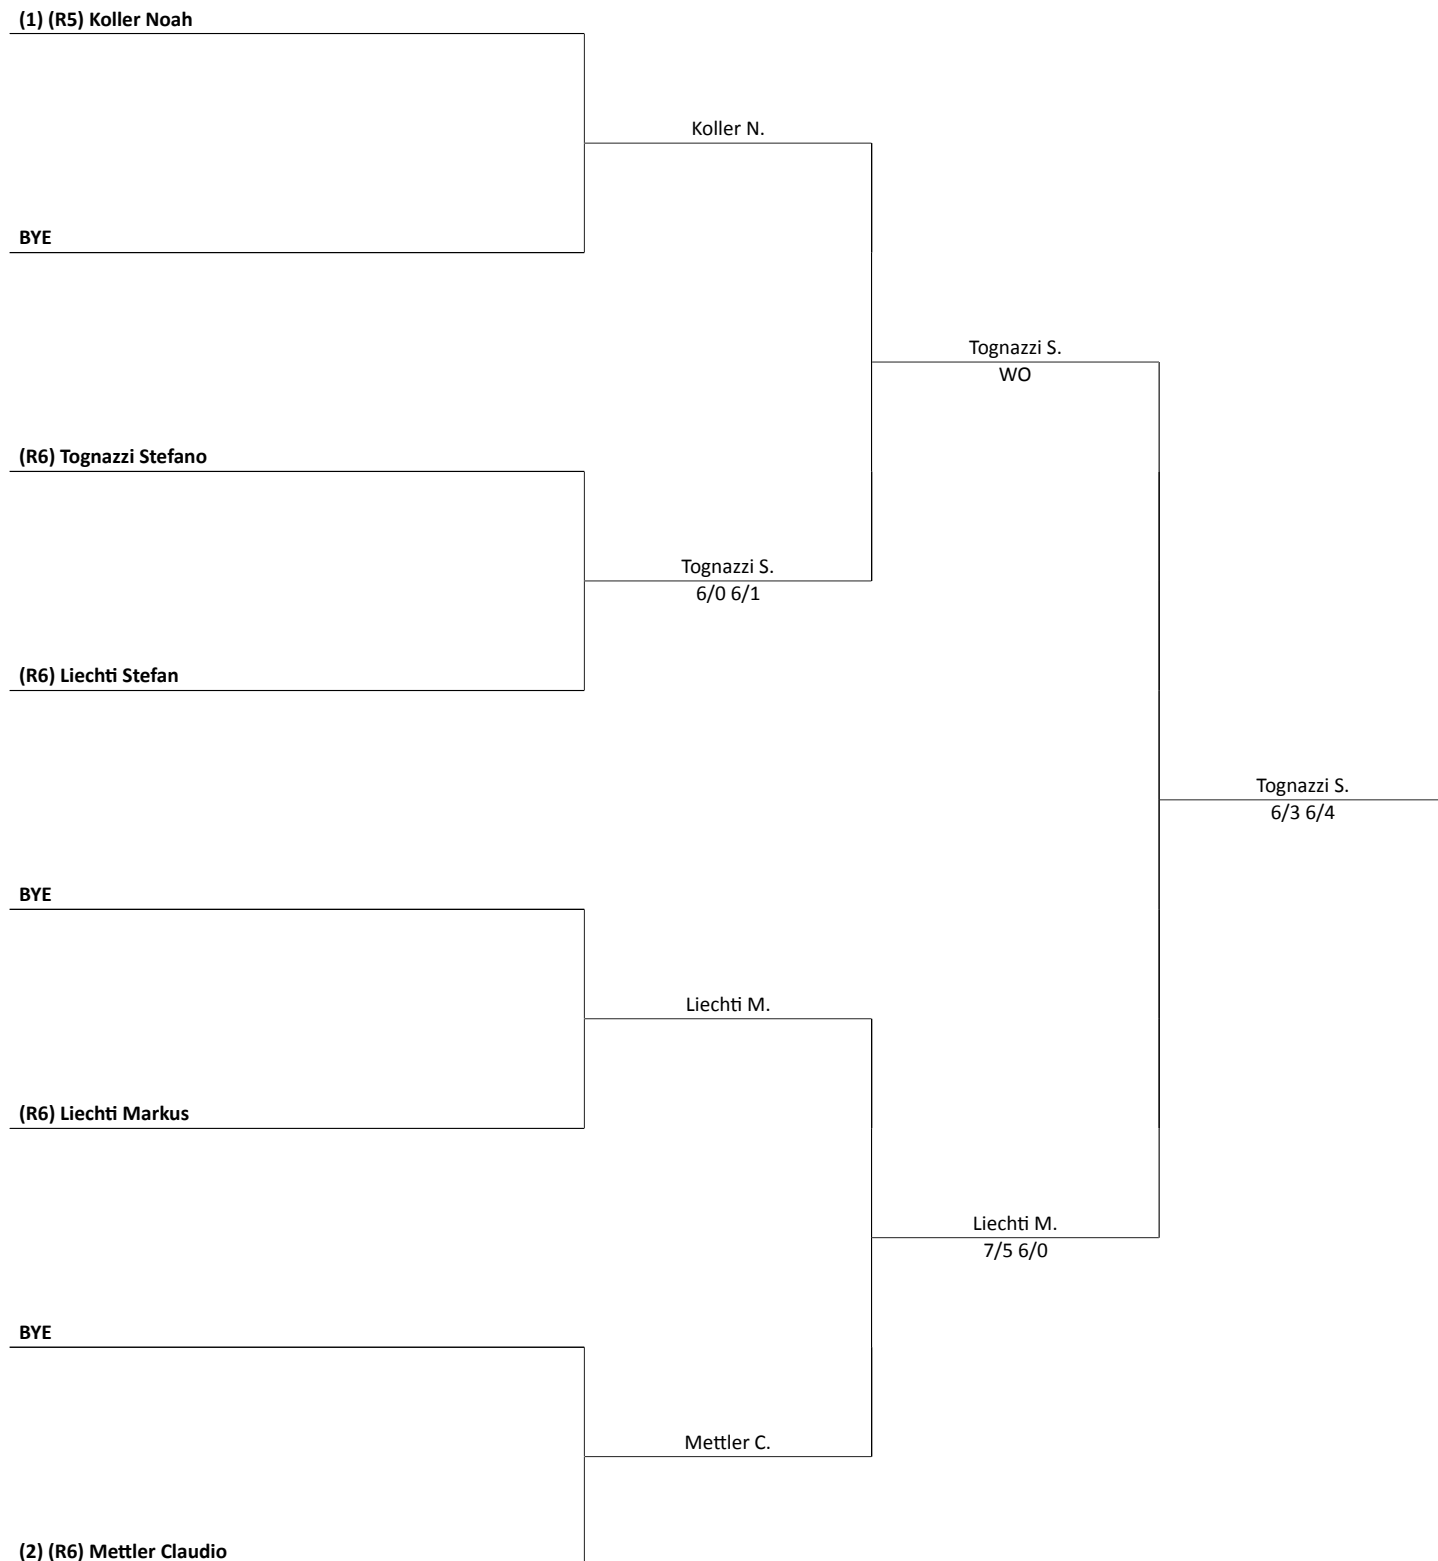 (1) (R5) Koller Noah
Koller N.
BYE
Tognazzi S.
WO
(R6) Tognazzi Stefano
Tognazzi S.
6/0 6/1
(R6) Liechti Stefan
Tognazzi S.
6/3 6/4
BYE
Liechti M.
(R6) Liechti Markus
Liechti M.
7/5 6/0
BYE
Mettler C.
(2) (R6) Mettler Claudio